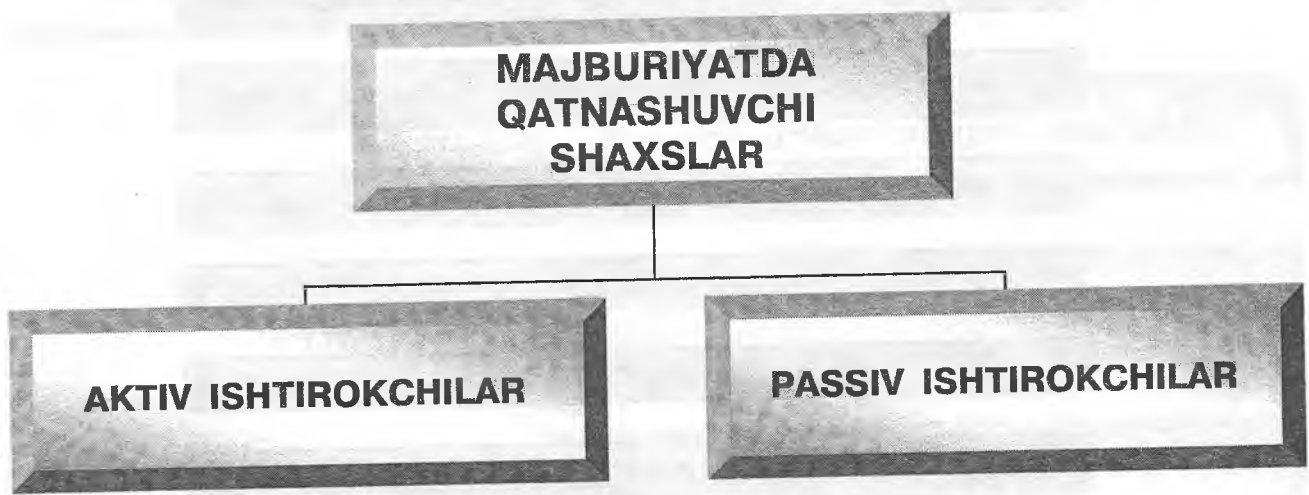 MAJBURIYATDA
QATNASHUVCHI
SHAXSLAR
AKTIV ISHTIROKCHILAR
PASSIV ISHTIROKCHILAR